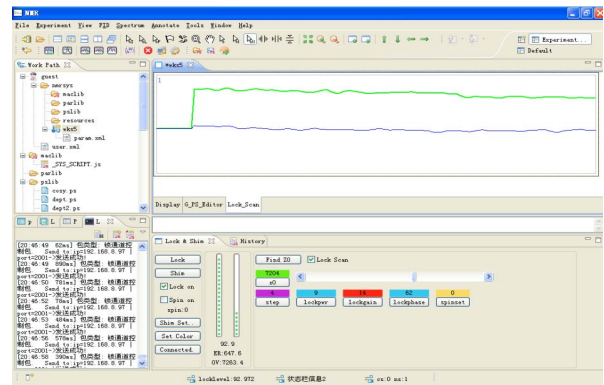 NMR
File Experiment View FID Spectrum Annotate Tools Window Help
Experiment...
Default
Work Path
guest
nmrsys
maclib
parlib
pslib
resources
wkz5
param.xml
user.xml
maclib
_SYS_SCRIPT.js
parlib
pslib
cosy.ps
dept.ps
dept2.ps
*wkz5
1
Display G_PS_Editor Lock_Scan
p L P L
[20:46:49 62ms] 包类型: 锁通道控
制包. Send to:ip=192.168.8.97 |
port=2001->发送成功!
[20:46:49 890ms] 包类型: 锁通道控
制包. Send to:ip=192.168.8.97 |
port=2001->发送成功!
[20:46:50 781ms] 包类型: 锁通道控
制包. Send to:ip=192.168.8.97 |
port=2001->发送成功!
[20:46:52 78ms] 包类型: 锁通道控
制包. Send to:ip=192.168.8.97 |
port=2001->发送成功!
[20:46:53 484ms] 包类型: 锁通道控
制包. Send to:ip=192.168.8.97 |
port=2001->发送成功!
[20:46:56 578ms] 包类型: 锁通道控
制包. Send to:ip=192.168.8.97 |
port=2001->发送成功!
[20:46:58 390ms] 包类型: 锁通道控
制包. Send to:ip=192.168.8.97 |
port=2001->发送成功!
Lock & Shim History
Lock
Shim
Lock on
Spin on
spin:0
Shim Set..
Set Color
Connected.
92.9
ER:647.6
OV:7263.4
Find Z0 Lock Scan
7204
z0
4 9 14 62 0
step lockpwr lockgain lockphase spinset
lockLevel:92.972 状态栏信息2 cs:0 ns:1